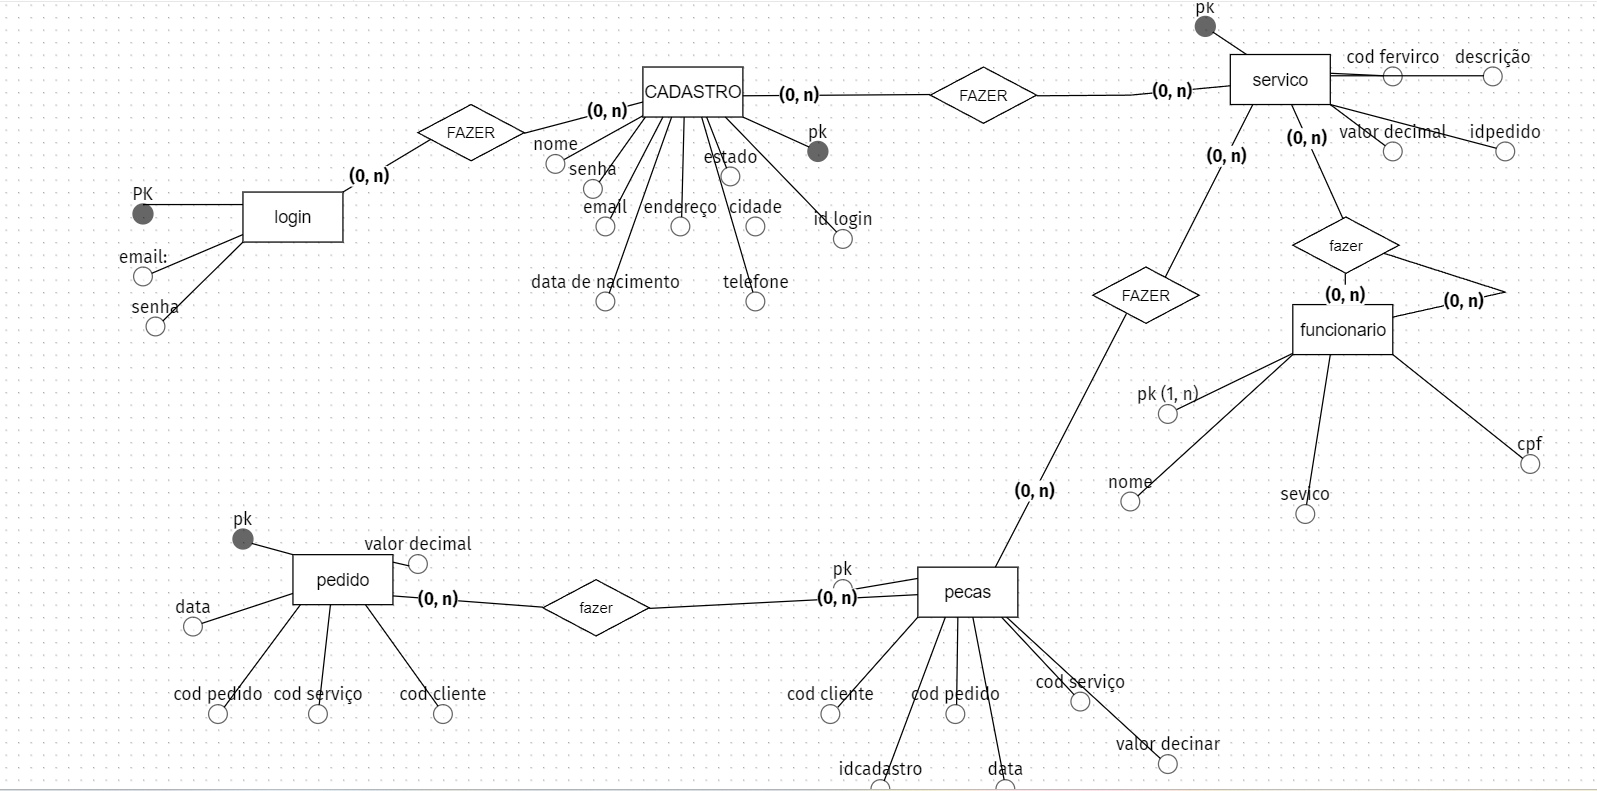 pk
cod fervirco
descrição
servico
CADASTRO
(0, n)
FAZER
(0, n)
(0, n)
FAZER
(0, n)
pk
valor decimal
idpedido
(0, n)
(0, n)
nome
senha
estado
PK
login
email
endereço
cidade
id login
email:
senha
data de nacimento
telefone
fazer
FAZER
(0, n)
(0, n)
funcionario
pk (1, n)
cpf
nome
sevico
(0, n)
pk
valor decimal
pedido
(0, n)
fazer
pk
(0, n)
pecas
data
cod pedido
cod serviço
cod cliente
cod cliente
cod pedido
cod serviço
valor decinar
idcadastro
data